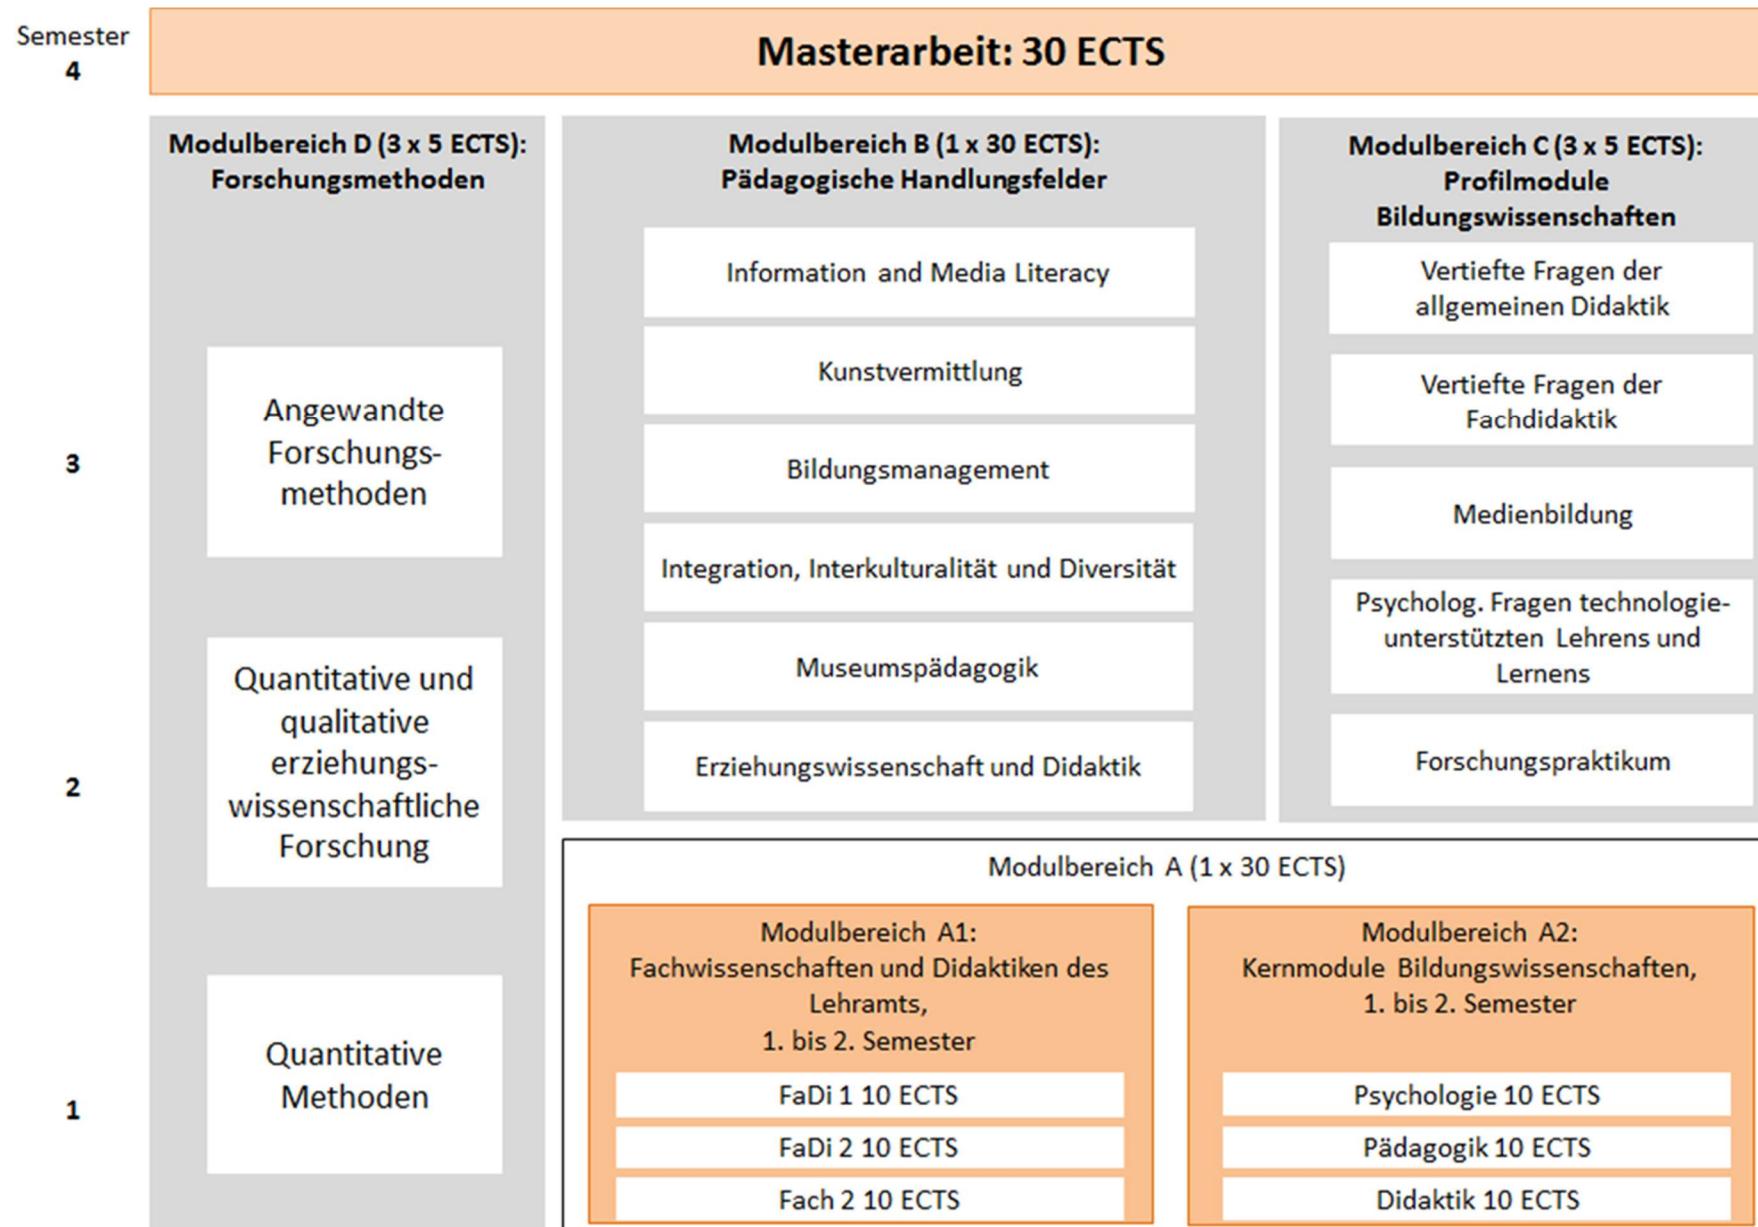 Semester
4
Masterarbeit: 30 ECTS
Modulbereich D (3 x 5 ECTS):
Forschungsmethoden
Angewandte
Forschungs-
methoden
3
Quantitative und
qualitative
erziehungs-
wissenschaftliche
Forschung
2
Quantitative
Methoden
1
Modulbereich B (1 x 30 ECTS):
Pädagogische Handlungsfelder
Information and Media Literacy
Kunstvermittlung
Bildungsmanagement
Integration, Interkulturalität und Diversität
Museumspädagogik
Erziehungswissenschaft und Didaktik
Modulbereich C (3 x 5 ECTS):
Profilmodule
Bildungswissenschaften
Vertiefte Fragen der
allgemeinen Didaktik
Vertiefte Fragen der
Fachdidaktik
Medienbildung
Psycholog. Fragen technologie-
unterstützten Lehrens und
Lernens
Forschungspraktikum
Modulbereich A (1 x 30 ECTS)
Modulbereich A1:
Fachwissenschaften und Didaktiken des
Lehramts,
1. bis 2. Semester
FaDi 1 10 ECTS
FaDi 2 10 ECTS
Fach 2 10 ECTS
Modulbereich A2:
Kernmodule Bildungswissenschaften,
1. bis 2. Semester
Psychologie 10 ECTS
Pädagogik 10 ECTS
Didaktik 10 ECTS